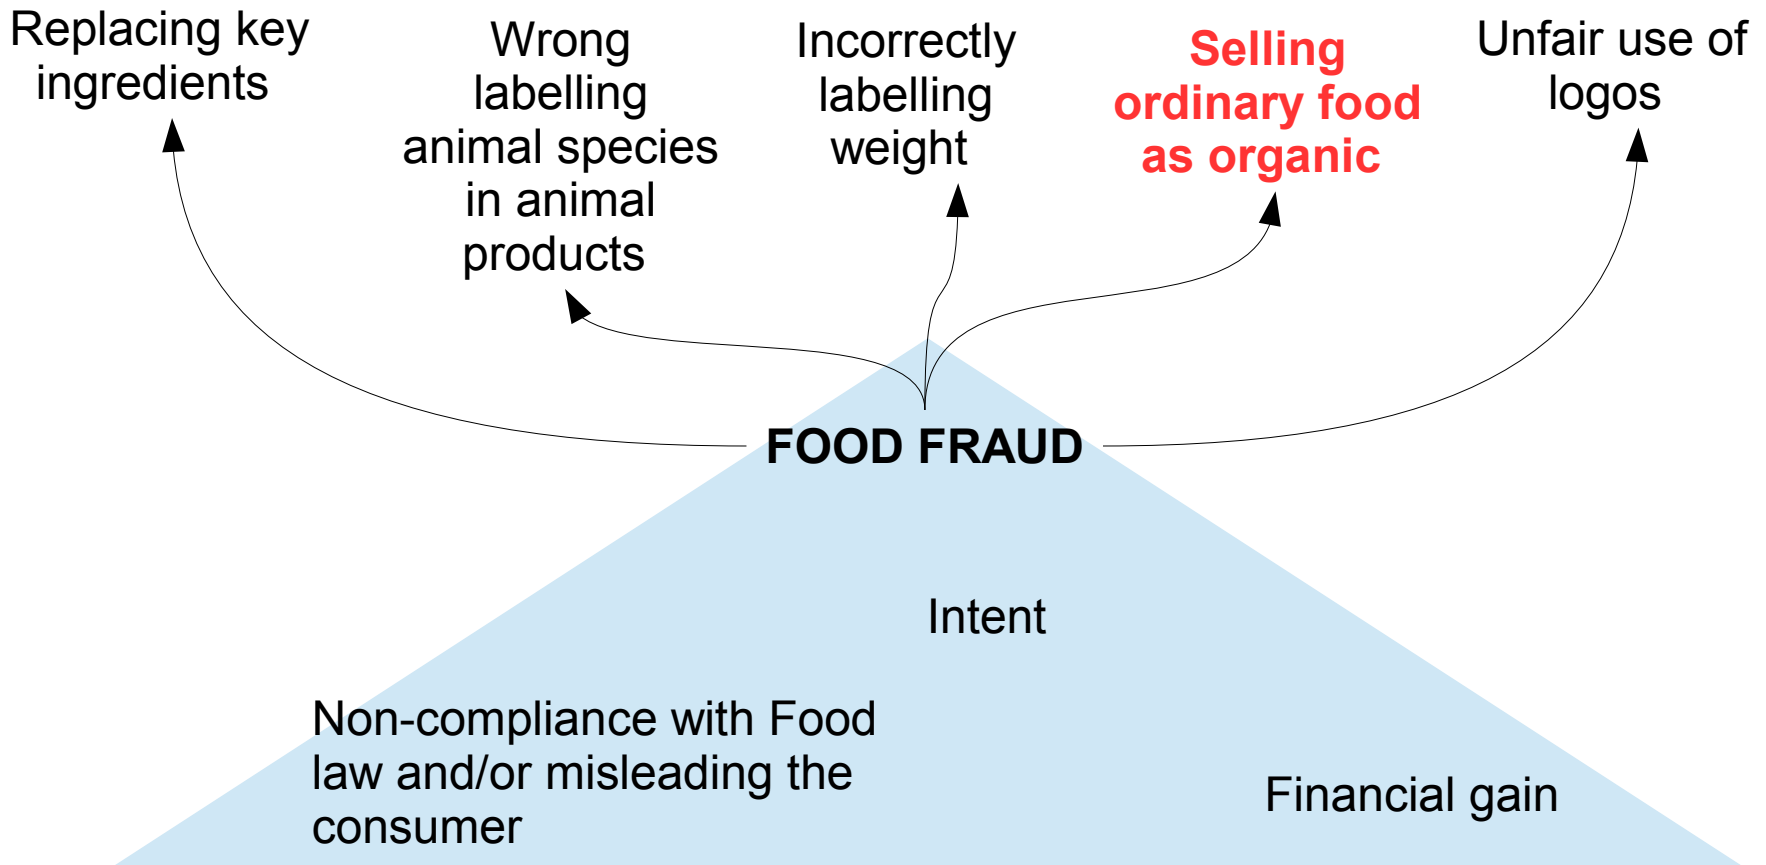 Replacing key
ingredients
Wrong
labelling
animal species
in animal
products
Incorrectly
labelling
weight
Selling
ordinary food
as organic
Unfair use of
logos
FOOD FRAUD
Intent
Non-compliance with Food
law and/or misleading the
consumer
Financial gain